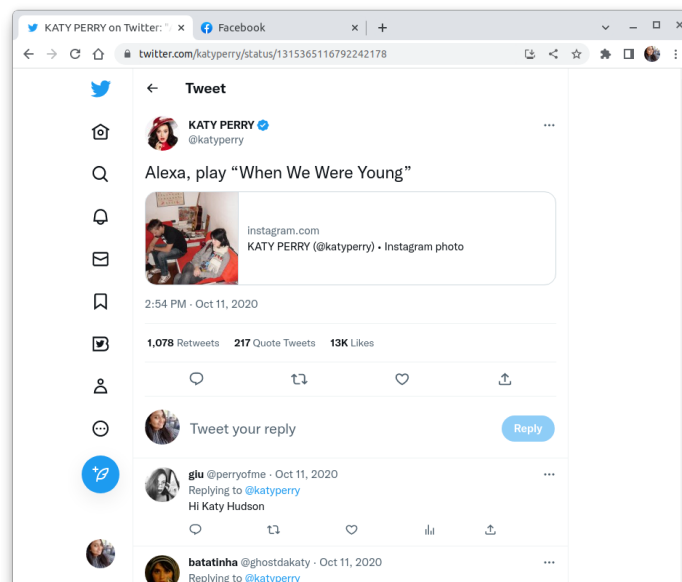 KATY PERRY on Twitter: "
Facebook
twitter.com/katyperry/status/1315365116792242178
Tweet
KATY PERRY
@katyperry
Alexa, play “When We Were Young”
instagram.com
KATY PERRY (@katyperry) • Instagram photo
2:54 PM · Oct 11, 2020
1,078 Retweets 217 Quote Tweets 13K Likes
Tweet your reply
Reply
giu @perryofme · Oct 11, 2020
Replying to @katyperry
Hi Katy Hudson
batatinha @ghostdakaty · Oct 11, 2020
Replying to @katyperry